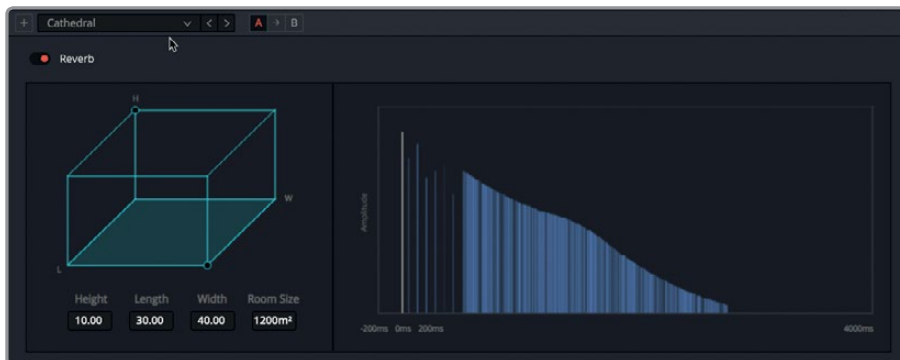 + Cathedral < > A > B
Reverb
H
W
L
Height Length Width Room Size
10.00 30.00 40.00 1200m²
Amplitude
-200ms 0ms 200ms 4000ms